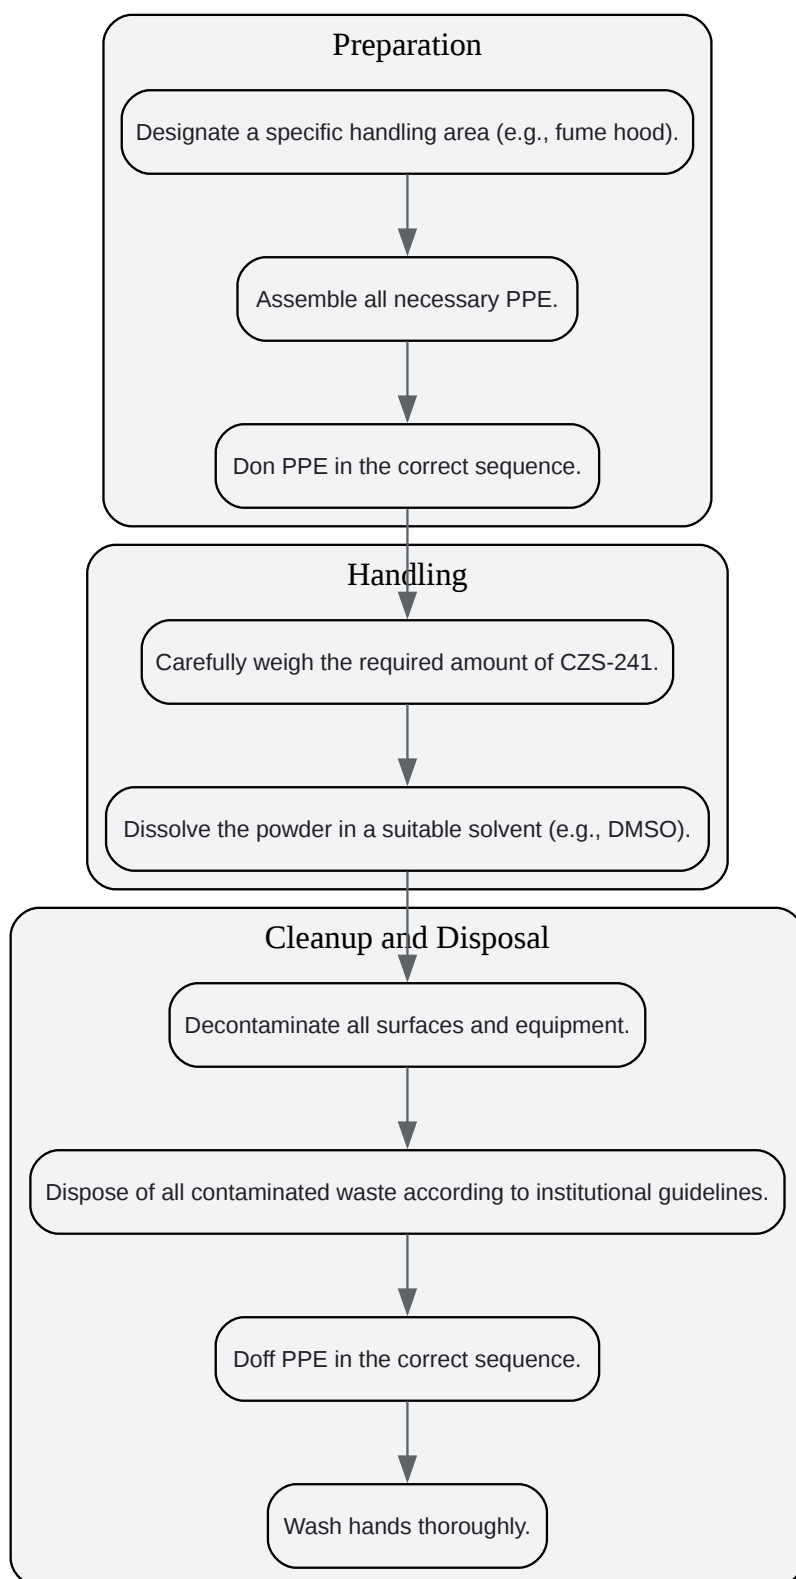 Preparation
Designate a specific handling area (e.g., fume hood).
Assemble all necessary PPE.
Don PPE in the correct sequence.
Handling
Carefully weigh the required amount of CZS-241.
Dissolve the powder in a suitable solvent (e.g., DMSO).
Cleanup and Disposal
Decontaminate all surfaces and equipment.
Dispose of all contaminated waste according to institutional guidelines.
Doff PPE in the correct sequence.
Wash hands thoroughly.